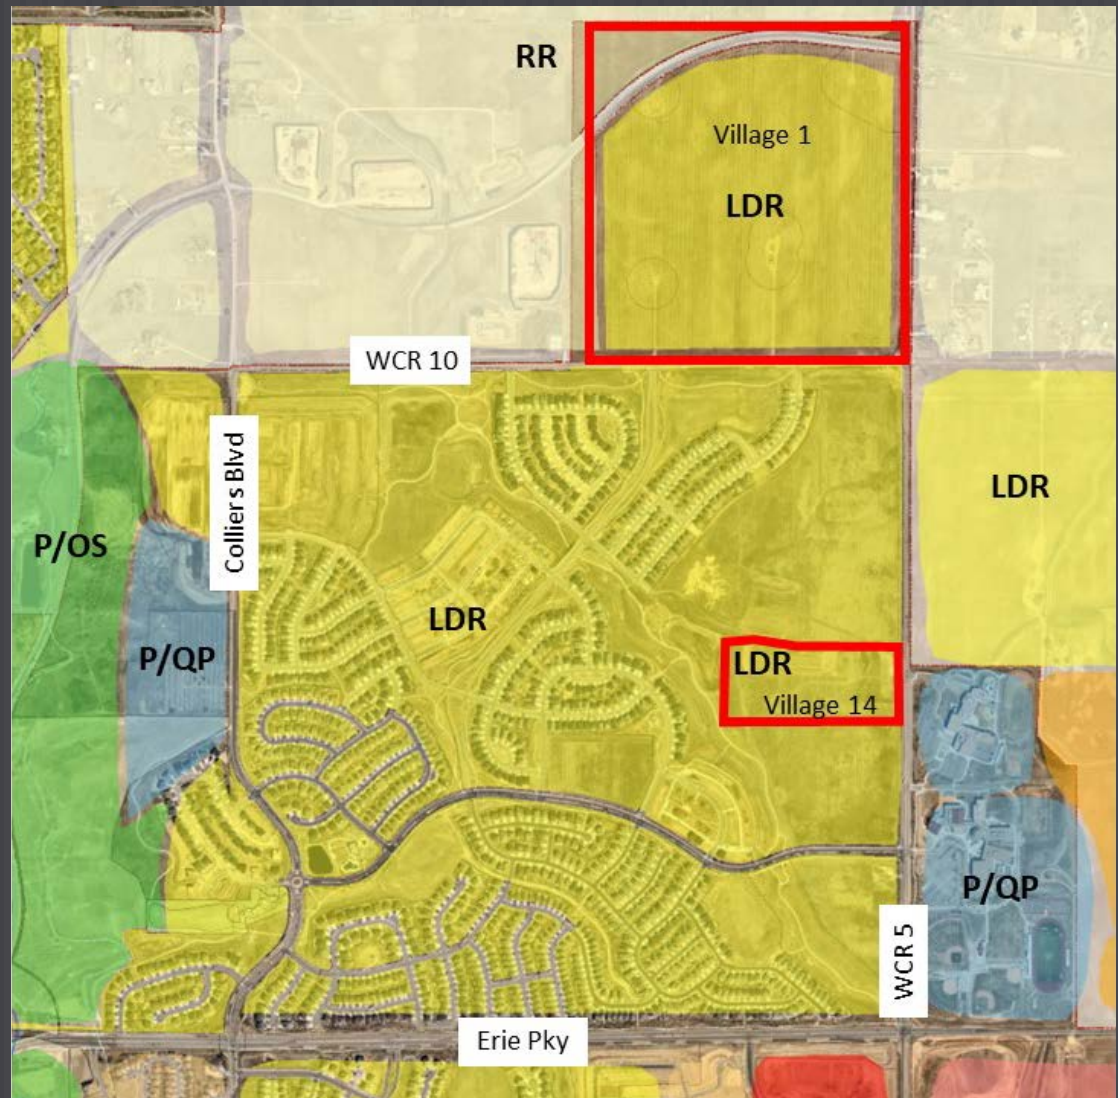 RR
Village 1
LDR
WCR 10
Colliers Blvd
LDR
P/OS
LDR
P/QP
LDR
Village 14
P/QP
WCR 5
Erie Pky